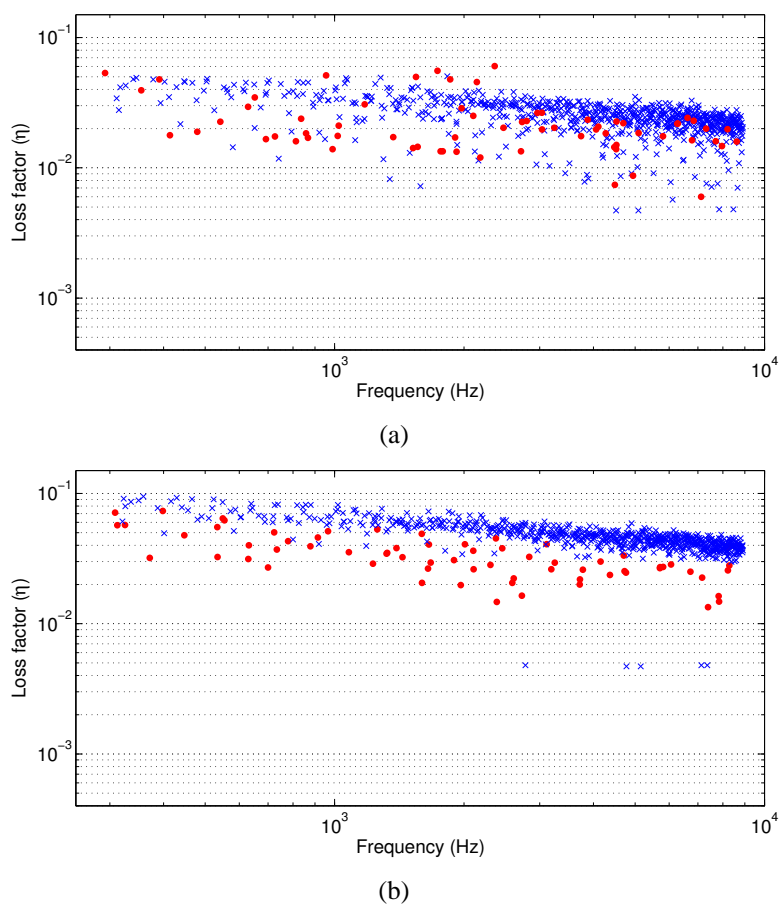 10⁻¹
10⁻²
10⁻³
Loss factor (η)
10³
10⁴
Frequency (Hz)
(a)
10⁻¹
10⁻²
10⁻³
Loss factor (η)
10³
10⁴
Frequency (Hz)
(b)